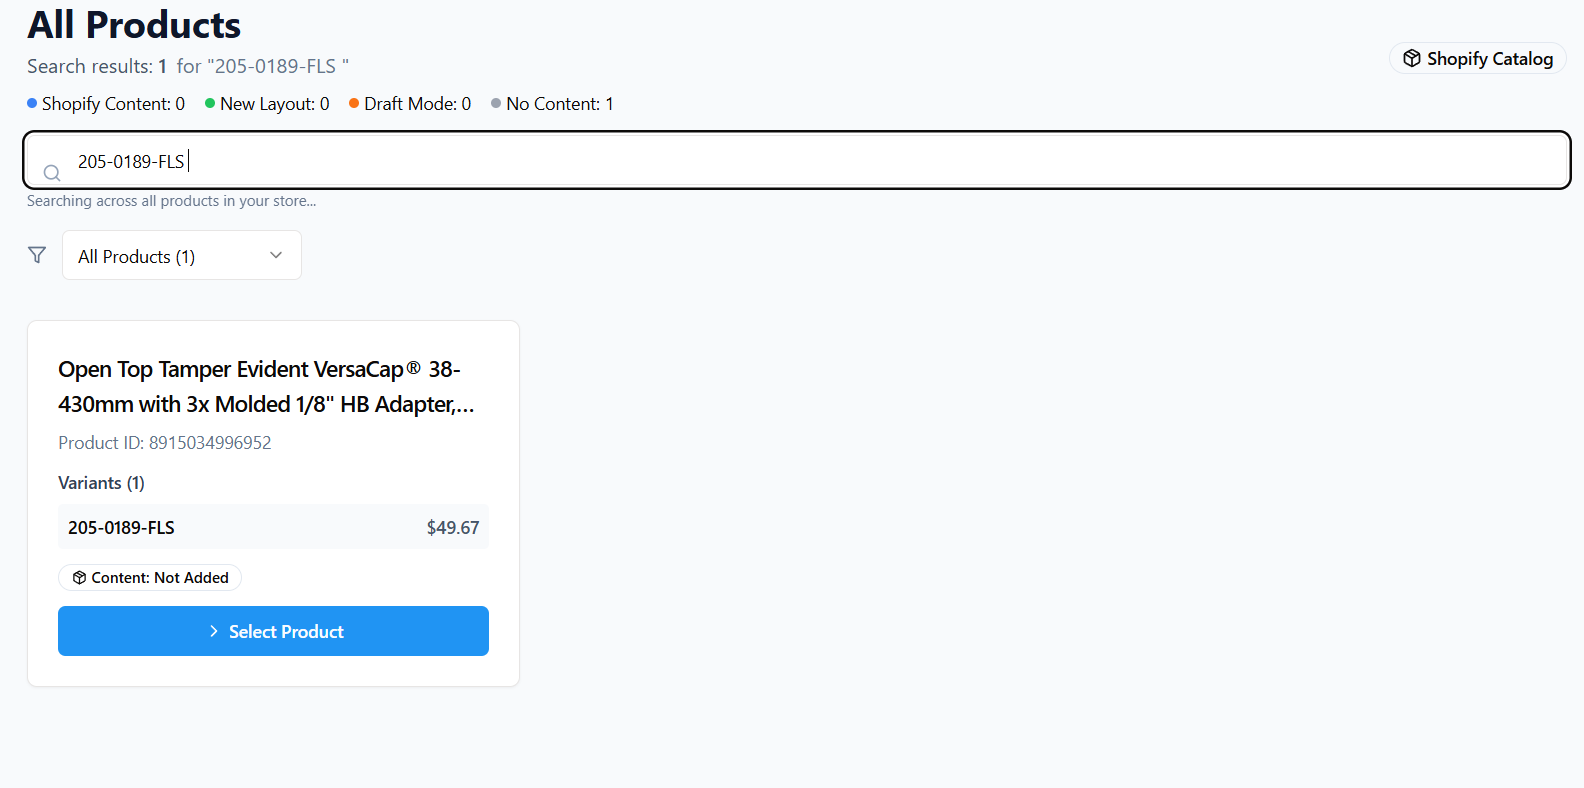 All Products
Search results: 1 for "205-0189-FLS "
Shopify Catalog
Shopify Content: 0 New Layout: 0 Draft Mode: 0 No Content: 1
205-0189-FLS
Searching across all products in your store...
All Products (1)
Open Top Tamper Evident VersaCap® 38-
430mm with 3x Molded 1/8" HB Adapter,...
Product ID: 8915034996952
Variants (1)
205-0189-FLS $49.67
Content: Not Added
Select Product